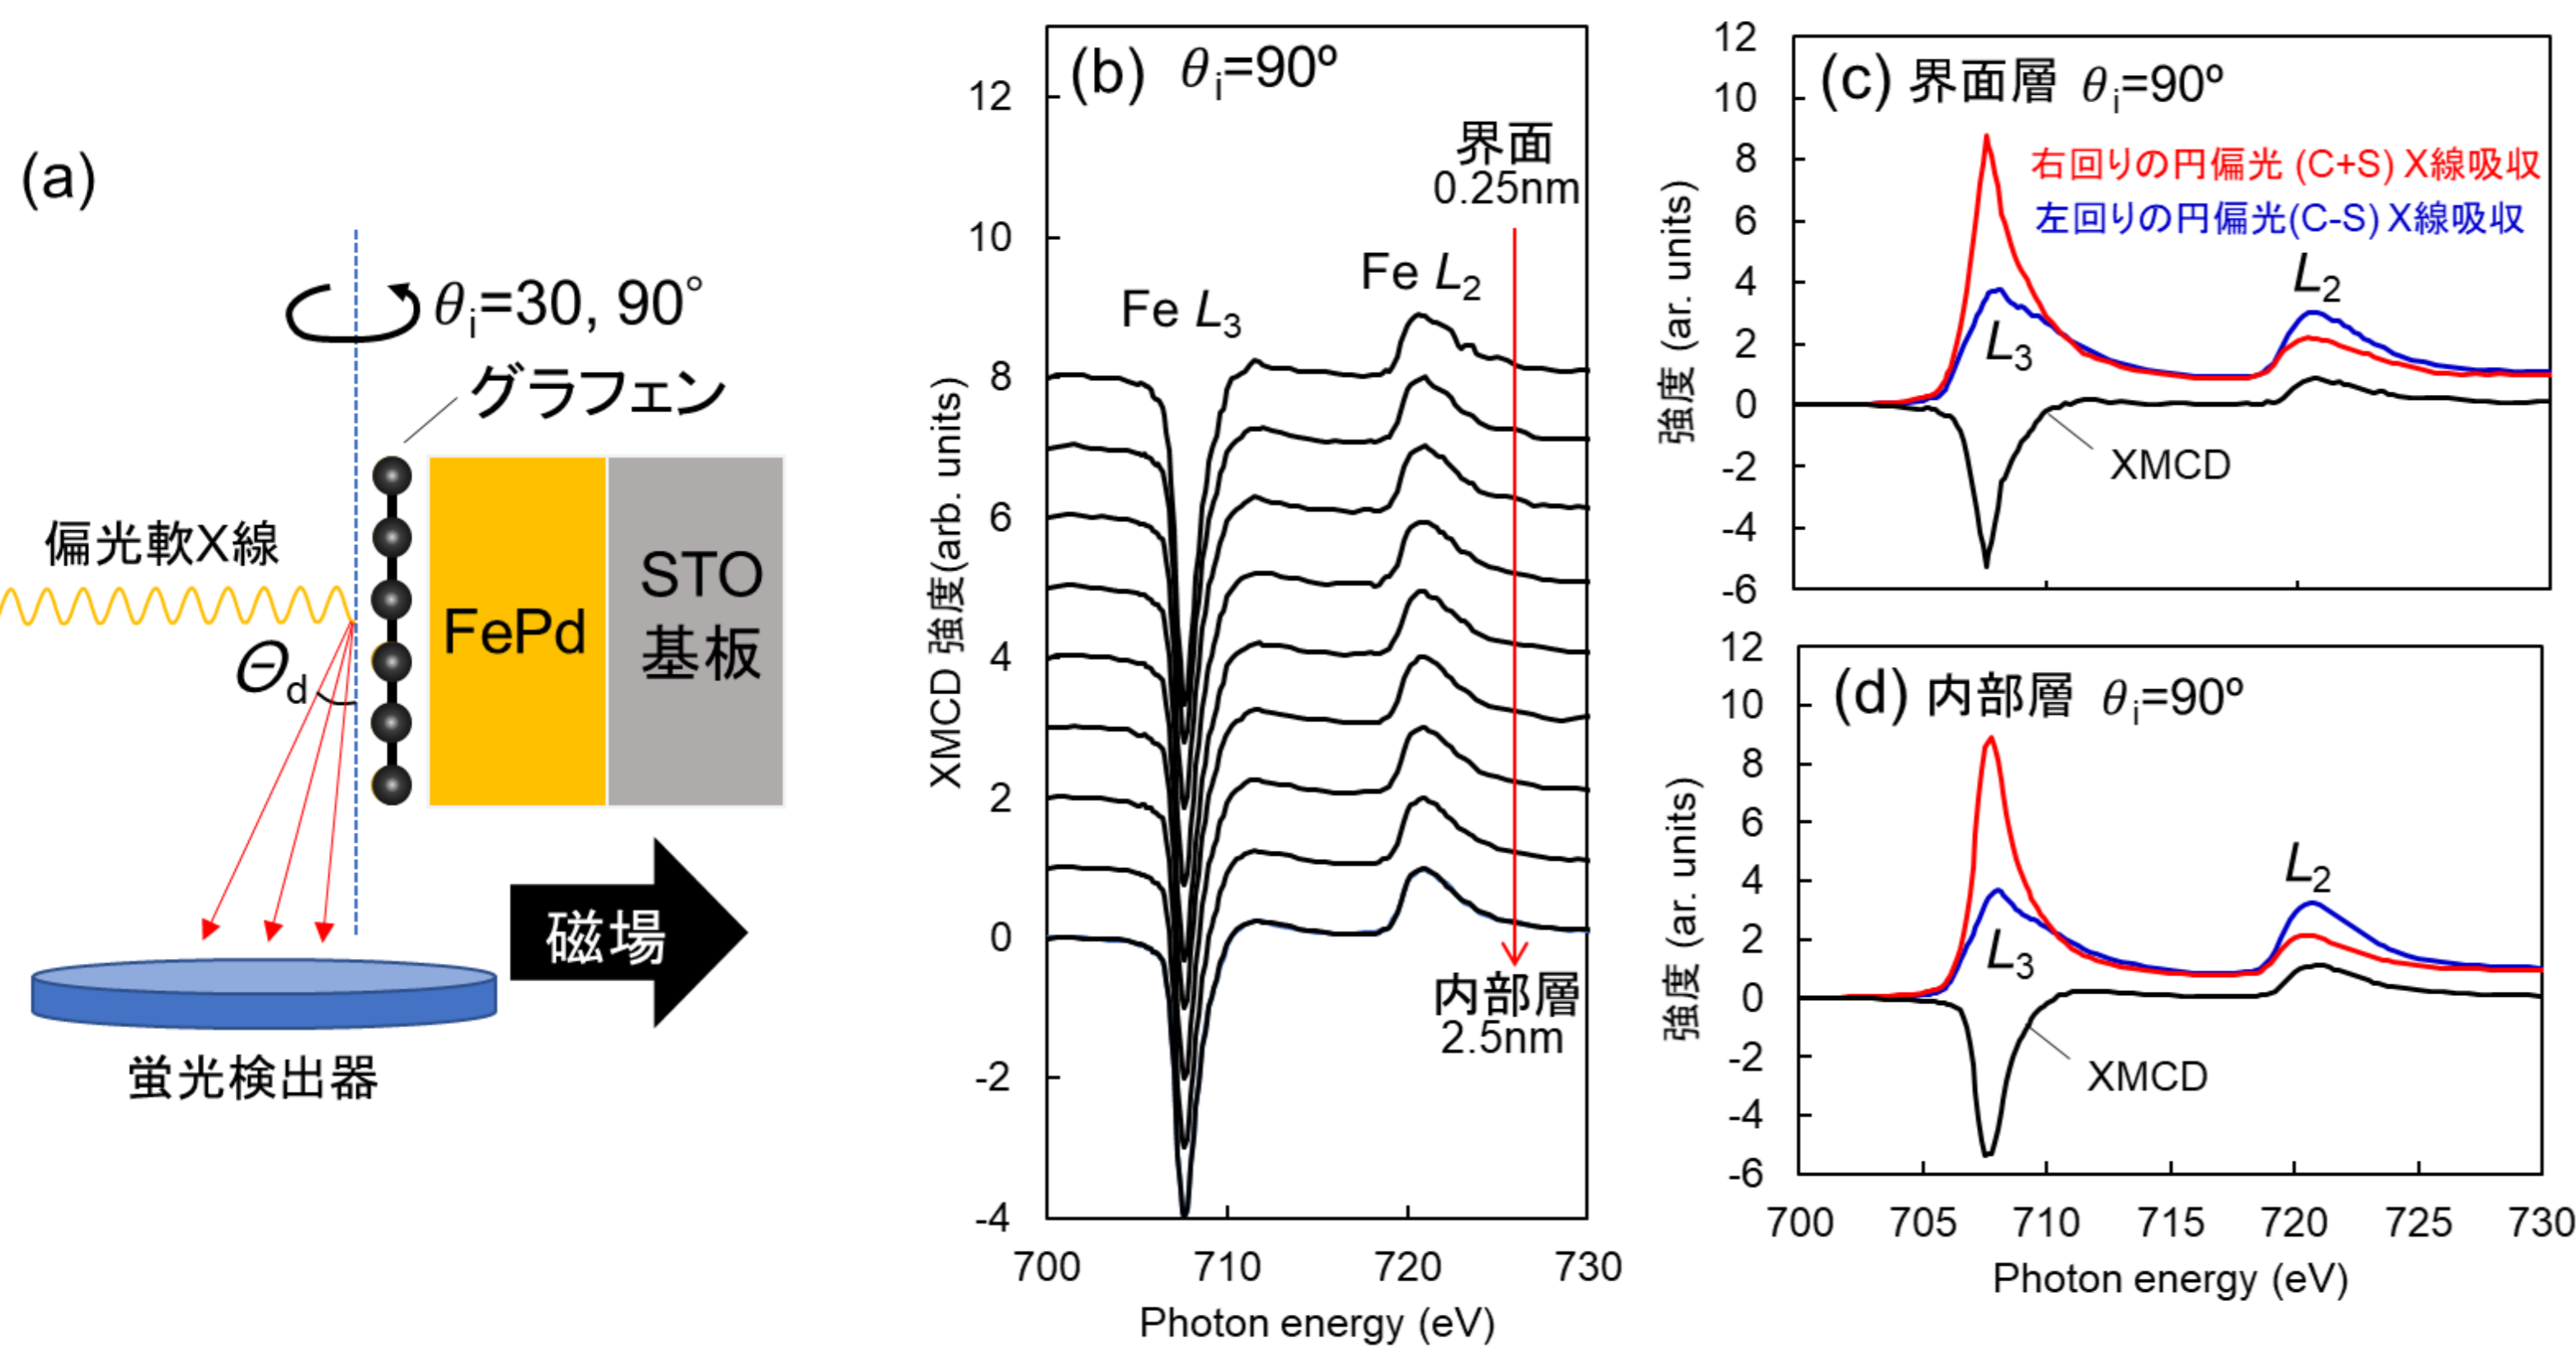 (a)
θi=30, 90°
グラフェン
偏光軟X線
Θd
FePd
STO
基板
磁場
蛍光検出器
(b) θi=90º
XMCD 強度(arb. units)
12
10
8
6
4
2
0
-2
-4
界面
0.25nm
Fe L3
Fe L2
内部層
2.5nm
700
710
720
730
Photon energy (eV)
(c) 界面層 θi=90º
強度 (ar. units)
12
10
8
6
4
2
0
-2
-4
-6
右回りの円偏光 (C+S) X線吸収
左回りの円偏光(C-S) X線吸収
L3
L2
XMCD
(d) 内部層 θi=90º
強度 (ar. units)
12
10
8
6
4
2
0
-2
-4
-6
L3
L2
XMCD
700
705
710
715
720
725
730
Photon energy (eV)